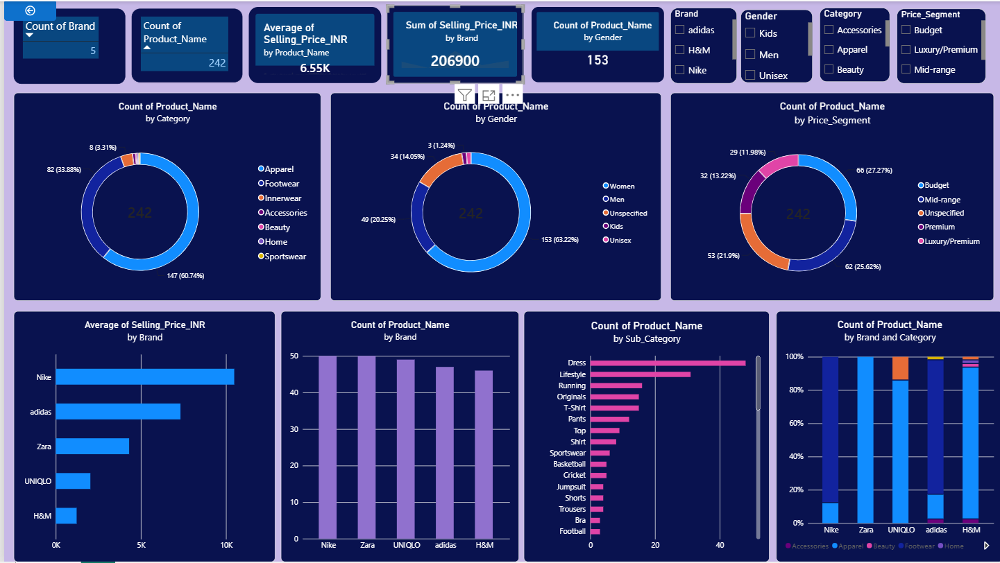 Count of Brand
5
Count of
Product_Name
242
Average of
Selling_Price_INR
by Product_Name
6.55K
Sum of Selling_Price_INR
by Brand
206900
Count of Product_Name
by Gender
153
Brand
adidas
H&M
Nike
Gender
Kids
Men
Unisex
Category
Accessories
Apparel
Beauty
Price_Segment
Budget
Luxury/Premium
Mid-range
Count of Product_Name
by Category
8 (3.31%)
82 (33.88%)
242
147 (60.74%)
Apparel
Footwear
Innerwear
Accessories
Beauty
Home
Sportswear
Count of Product_Name
by Gender
3 (1.24%)
34 (14.05%)
49 (20.25%)
242
153 (63.22%)
Women
Men
Unspecified
Kids
Unisex
Count of Product_Name
by Price_Segment
29 (11.98%)
66 (27.27%)
32 (13.22%)
242
53 (21.9%)
62 (25.62%)
Budget
Mid-range
Unspecified
Premium
Luxury/Premium
Average of Selling_Price_INR
by Brand
Nike
adidas
Zara
UNIQLO
H&M
0K 5K 10K
Count of Product_Name
by Brand
50
40
30
20
10
0
Nike Zara UNIQLO adidas H&M
Count of Product_Name
by Sub_Category
Dress
Lifestyle
Running
Originals
T-Shirt
Pants
Top
Shirt
Sportswear
Basketball
Cricket
Jumpsuit
Shorts
Trousers
Bra
Football
0 20 40
Count of Product_Name
by Brand and Category
100%
80%
60%
40%
20%
0%
Nike Zara UNIQLO adidas H&M
Accessories Apparel Beauty Footwear Home